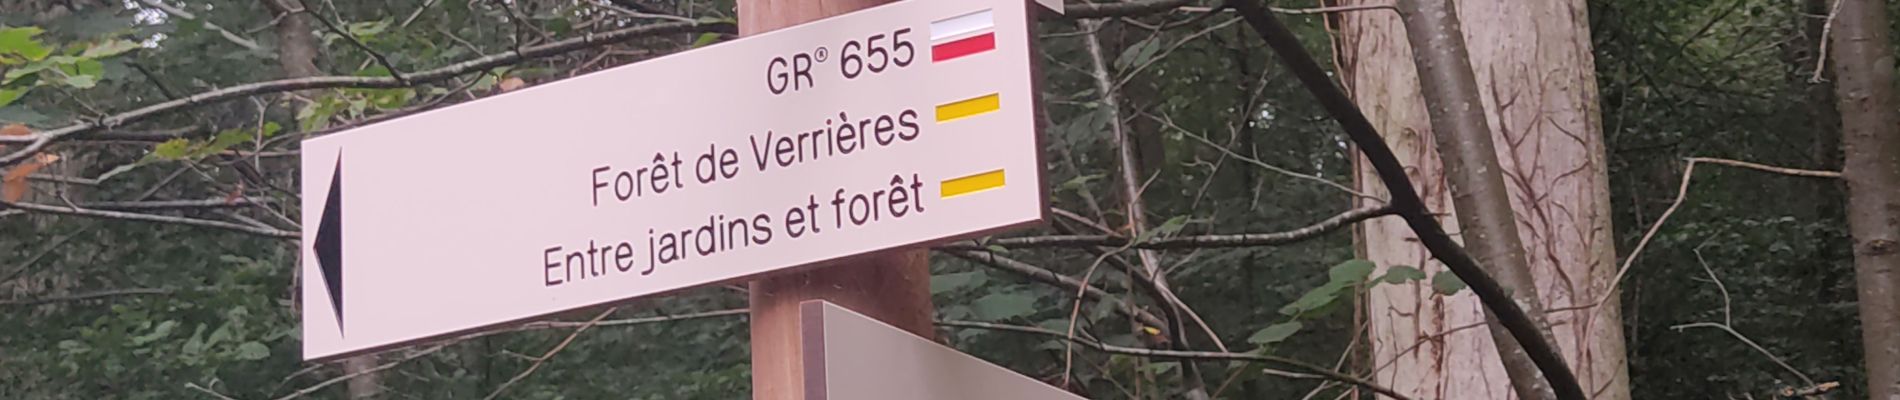 GR® 655
Forêt de Verrières
Entre jardins et forêt